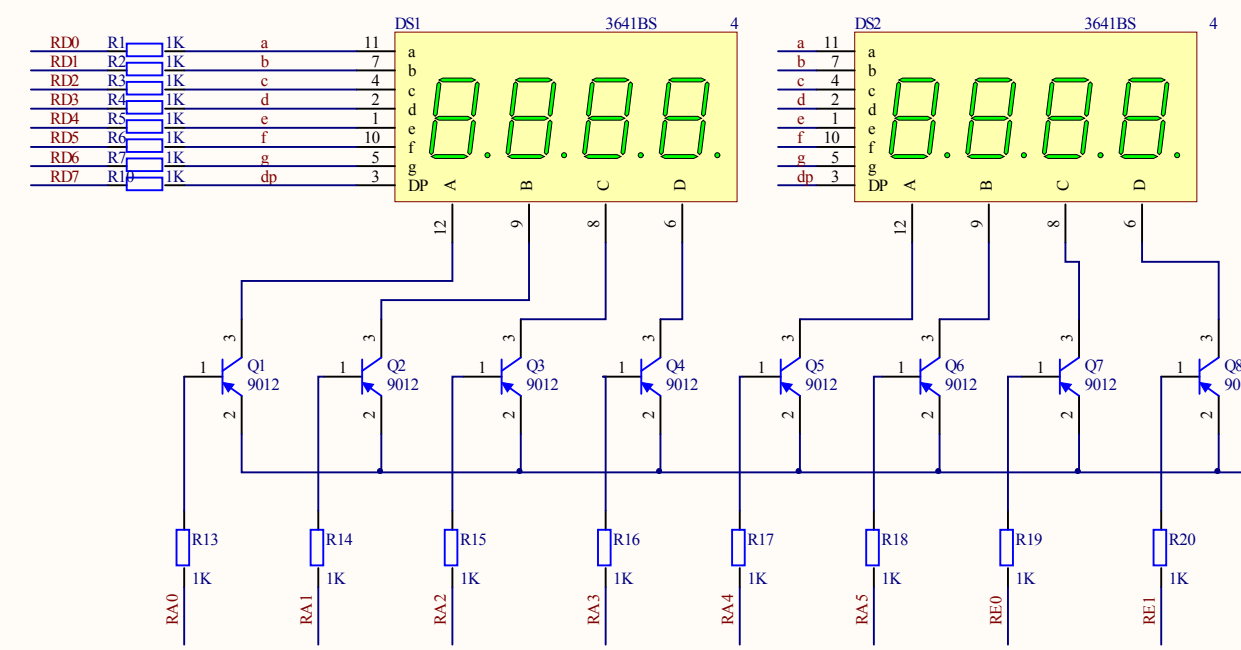 DS1 3641BS 4 DS2 3641BS 4
RD0 R1 1K a 11 a a 11 a
RD1 R2 1K b 7 b b 7 b
RD2 R3 1K c 4 c c 4 c
RD3 R4 1K d 2 d d 2 d
RD4 R5 1K e 1 e e 1 e
RD5 R6 1K f 10 f f 10 f
RD6 R7 1K g 5 g g 5 g
RD7 R10 1K dp 3 DP dp 3 DP
A B C D A B C D
12 9 8 6 12 9 8 6
3 3 3 3 3 3 3 3
1 Q1 1 Q2 1 Q3 1 Q4 1 Q5 1 Q6 1 Q7 1 Q8
9012 9012 9012 9012 9012 9012 9012 90
2 2 2 2 2 2 2 2
R13 R14 R15 R16 R17 R18 R19 R20
1K 1K 1K 1K 1K 1K 1K 1K
RA0 RA1 RA2 RA3 RA4 RA5 RE0 RE1